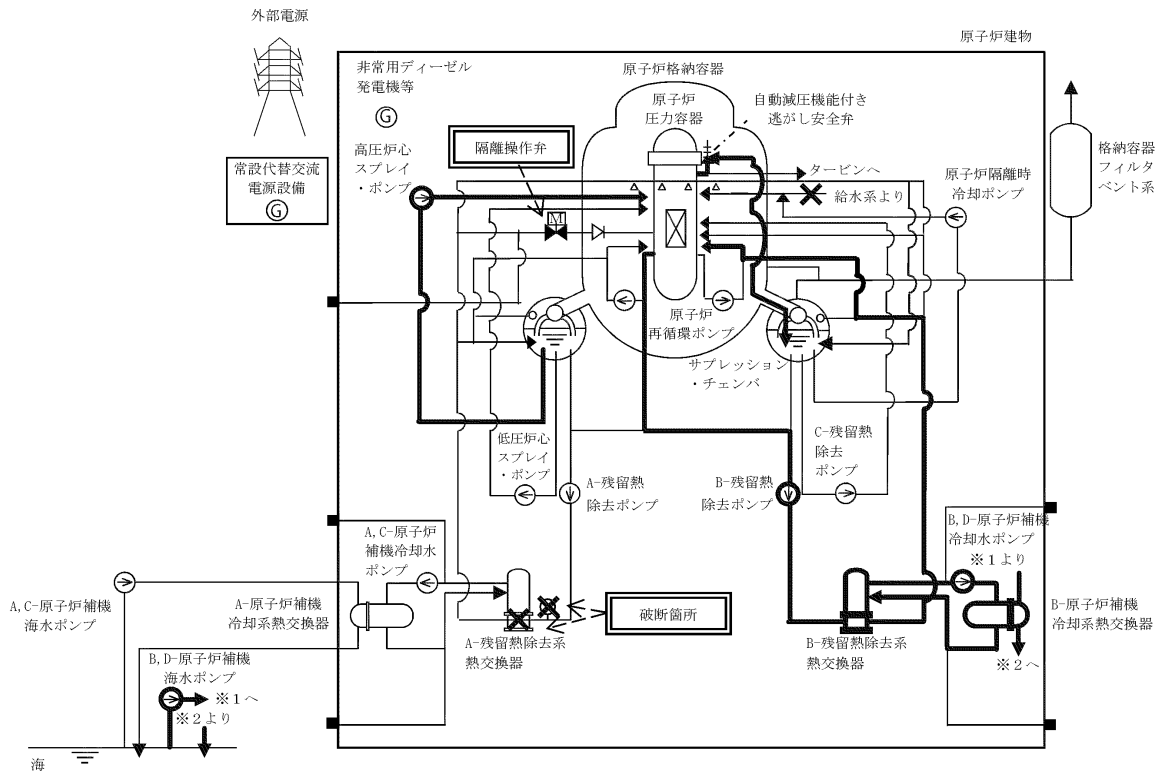 外部電源
原子炉建物
非常用ディーゼル
発電機等
G
原子炉格納容器
原子炉
圧力容器
自動減圧機能付き
逃がし安全弁
隔離操作弁
高圧炉心
スプレイ
・ポンプ
常設代替交流
電源設備
G
タービンへ
給水系より
原子炉隔離時
冷却ポンプ
格納容器
フィルタ
ベント系
M
原子炉
再循環ポンプ
サプレッション
・チェンバ
低圧炉心
スプレイ
・ポンプ
A-残留熱
除去ポンプ
B-残留熱
除去ポンプ
C-残留熱
除去
ポンプ
A,C-原子炉
補機冷却水
ポンプ
B,D-原子炉補機
冷却水ポンプ
※1より
A,C-原子炉補機
海水ポンプ
A-原子炉補機
冷却系熱交換器
破断箇所
B-原子炉補機
冷却系熱交換器
A-残留熱除去系
熱交換器
B-残留熱除去系
熱交換器
※2へ
B,D-原子炉補機
海水ポンプ
※1へ
※2より
海